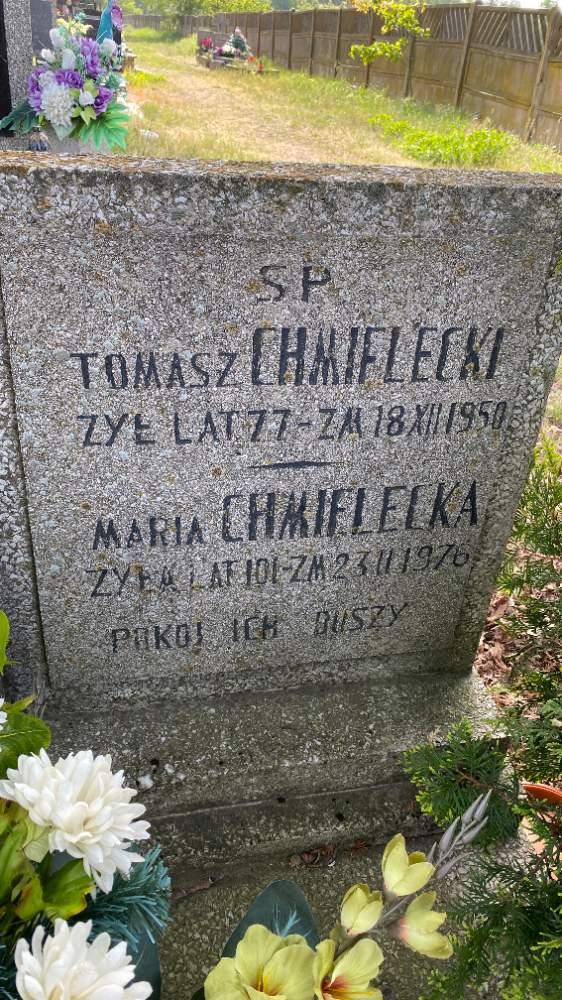 SP
TOMASZ CHMIELECKI
ŻYŁ LAT 77 - ZM 18 XII 1950
MARIA CHMIELECKA
ŻYŁA LAT 101 - ZM 23 II 1976
POKÓJ ICH DUSZY